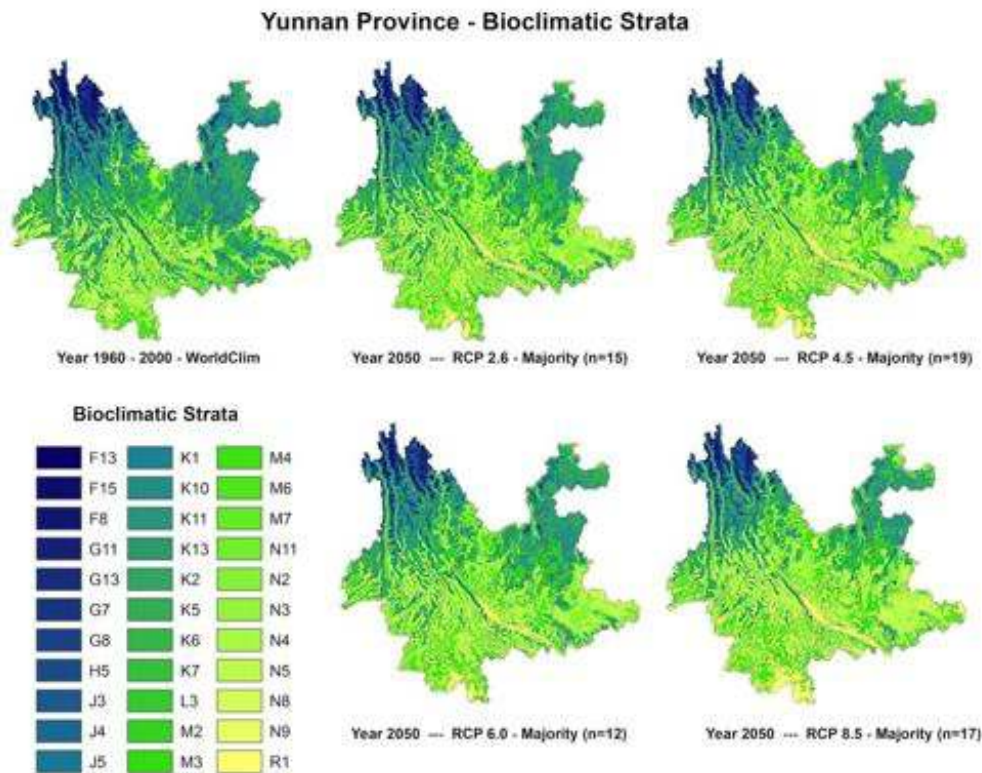 Yunnan Province - Bioclimatic Strata
Year 1960 - 2000 - WorldClim
Year 2050 --- RCP 2.6 - Majority (n=15)
Year 2050 --- RCP 4.5 - Majority (n=19)
Bioclimatic Strata
F13 K1 M4
F15 K10 M6
F8 K11 M7
G11 K13 N11
G13 K2 N2
G7 K5 N3
G8 K6 N4
H5 K7 N5
J3 L3 N8
J4 M2 N9
J5 M3 R1
Year 2050 --- RCP 6.0 - Majority (n=12)
Year 2050 --- RCP 8.5 - Majority (n=17)